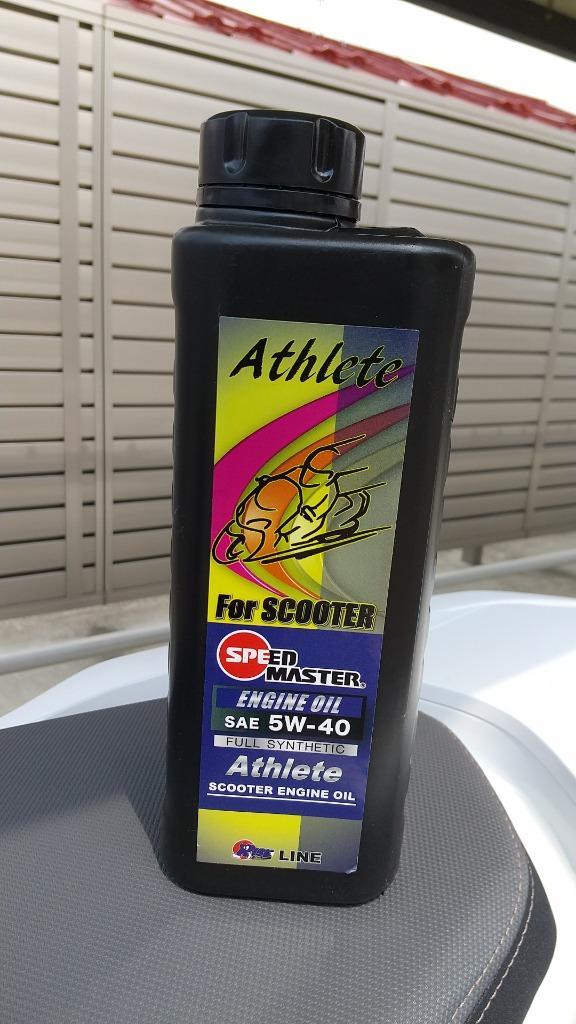 Athlete
For SCOOTER
SPEED
MASTER®
ENGINE OIL
SAE 5W-40
FULL SYNTHETIC
Athlete
SCOOTER ENGINE OIL
LINE